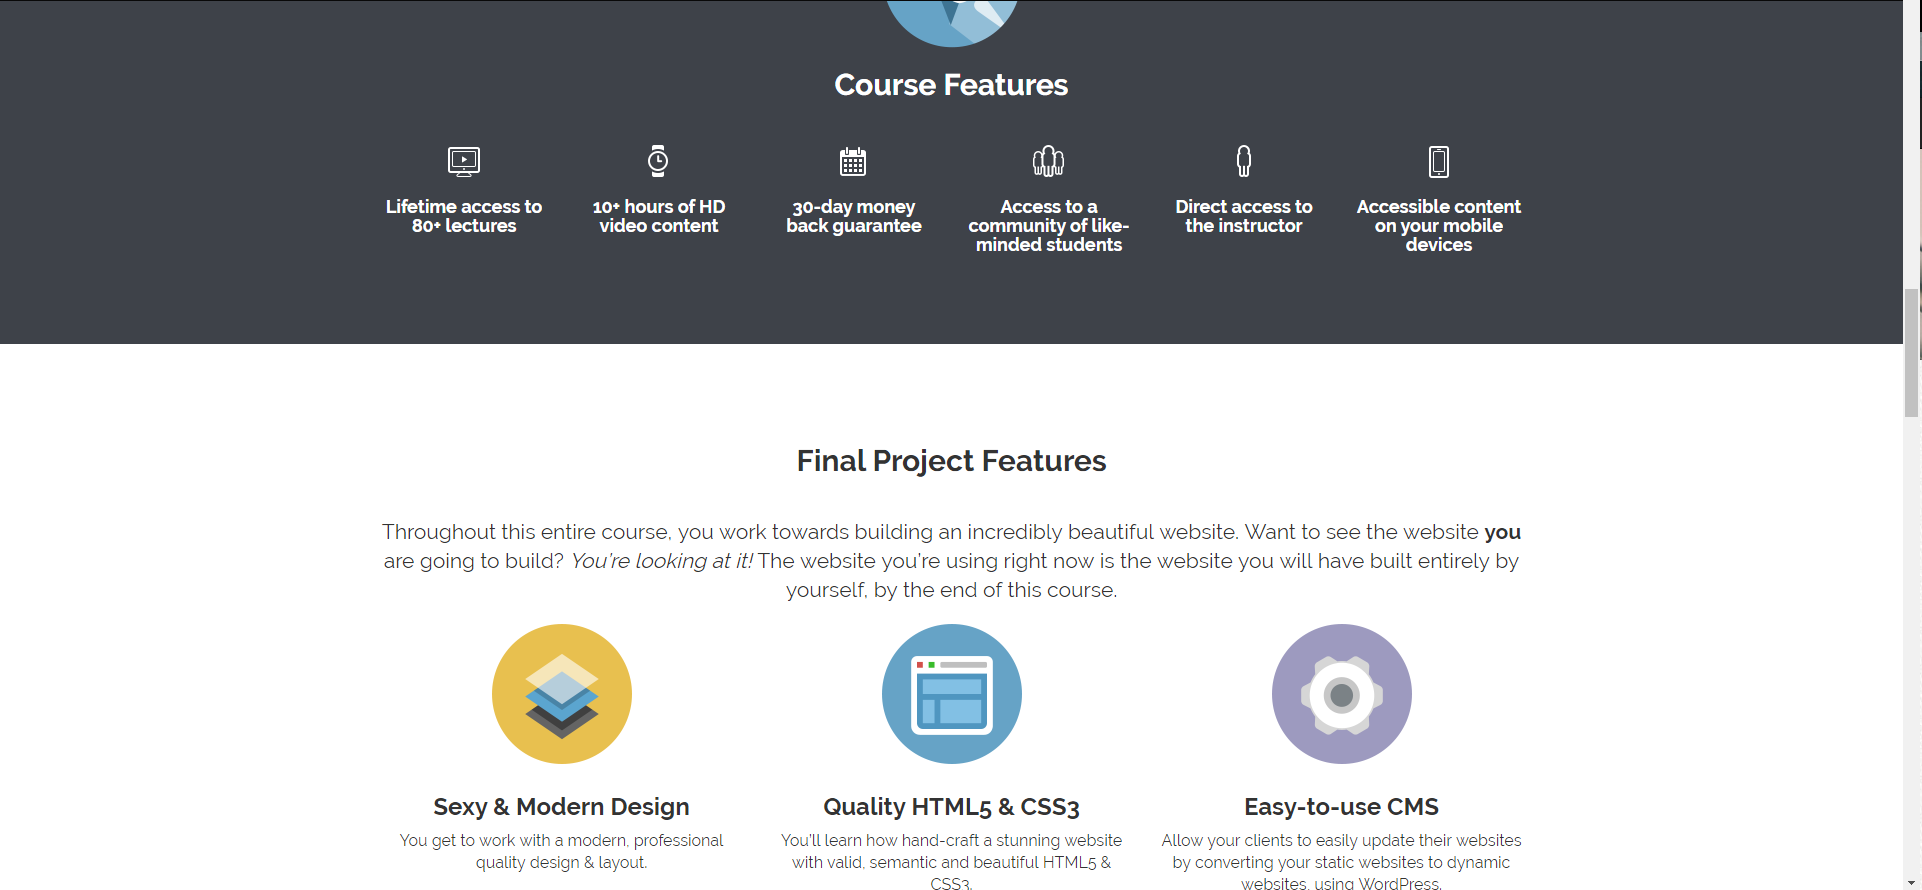 Course Features
Lifetime access to
80+ lectures
10+ hours of HD
video content
30-day money
back guarantee
Access to a
community of like-
minded students
Direct access to
the instructor
Accessible content
on your mobile
devices
Final Project Features
Throughout this entire course, you work towards building an incredibly beautiful website. Want to see the website you
are going to build? You're looking at it! The website you're using right now is the website you will have built entirely by
yourself, by the end of this course.
Sexy & Modern Design
You get to work with a modern, professional
quality design & layout.
Quality HTML5 & CSS3
You'll learn how hand-craft a stunning website
with valid, semantic and beautiful HTML5 &
CSS3.
Easy-to-use CMS
Allow your clients to easily update their websites
by converting your static websites to dynamic
websites, using WordPress.